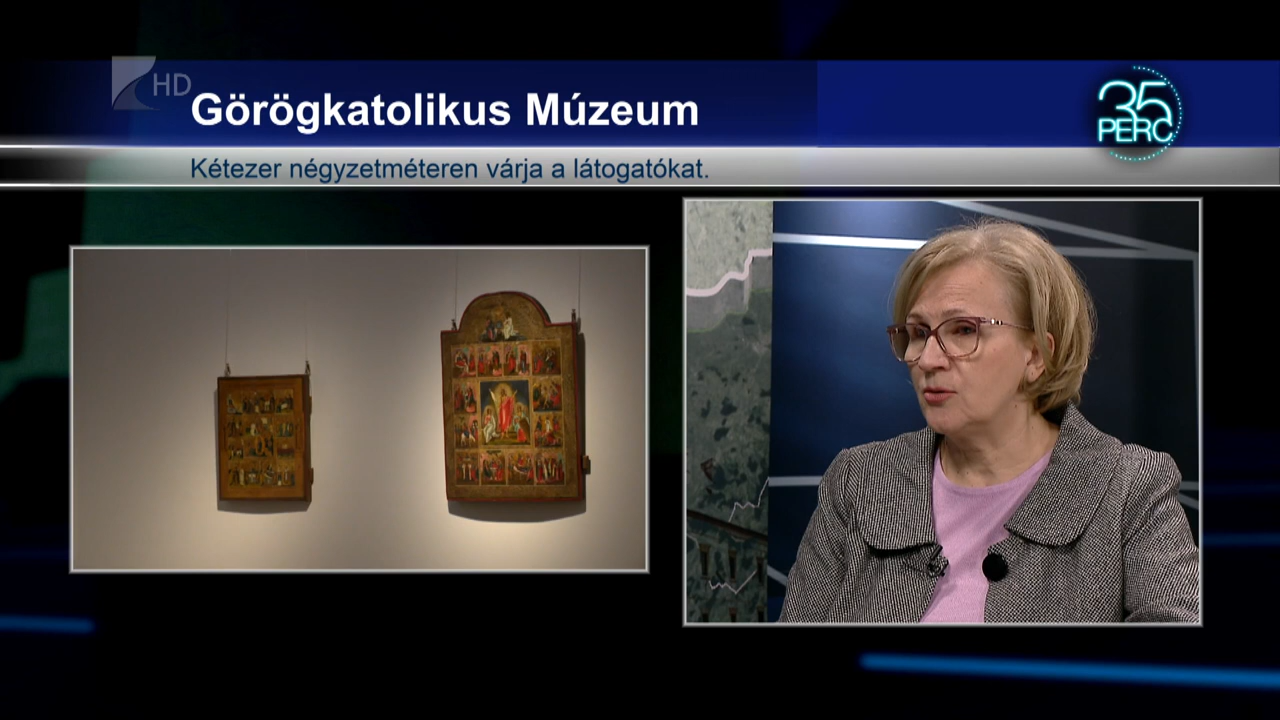 HD
Görögkatolikus Múzeum
35
PERC
Kétezer négyzetméteren várja a látogatókat.